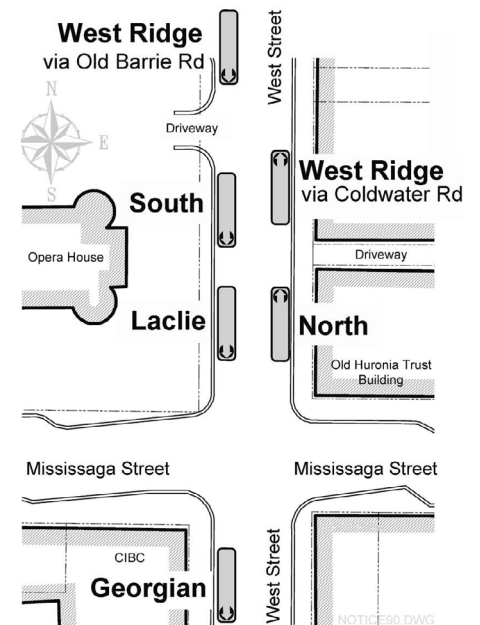 West Ridge
via Old Barrie Rd
West Street
N
E
S
Driveway
South
West Ridge
via Coldwater Rd
Opera House
Driveway
Laclie
North
Old Huronia Trust
Building
Mississaga Street
Mississaga Street
CIBC
Georgian
West Street
NOTICE90.DWG